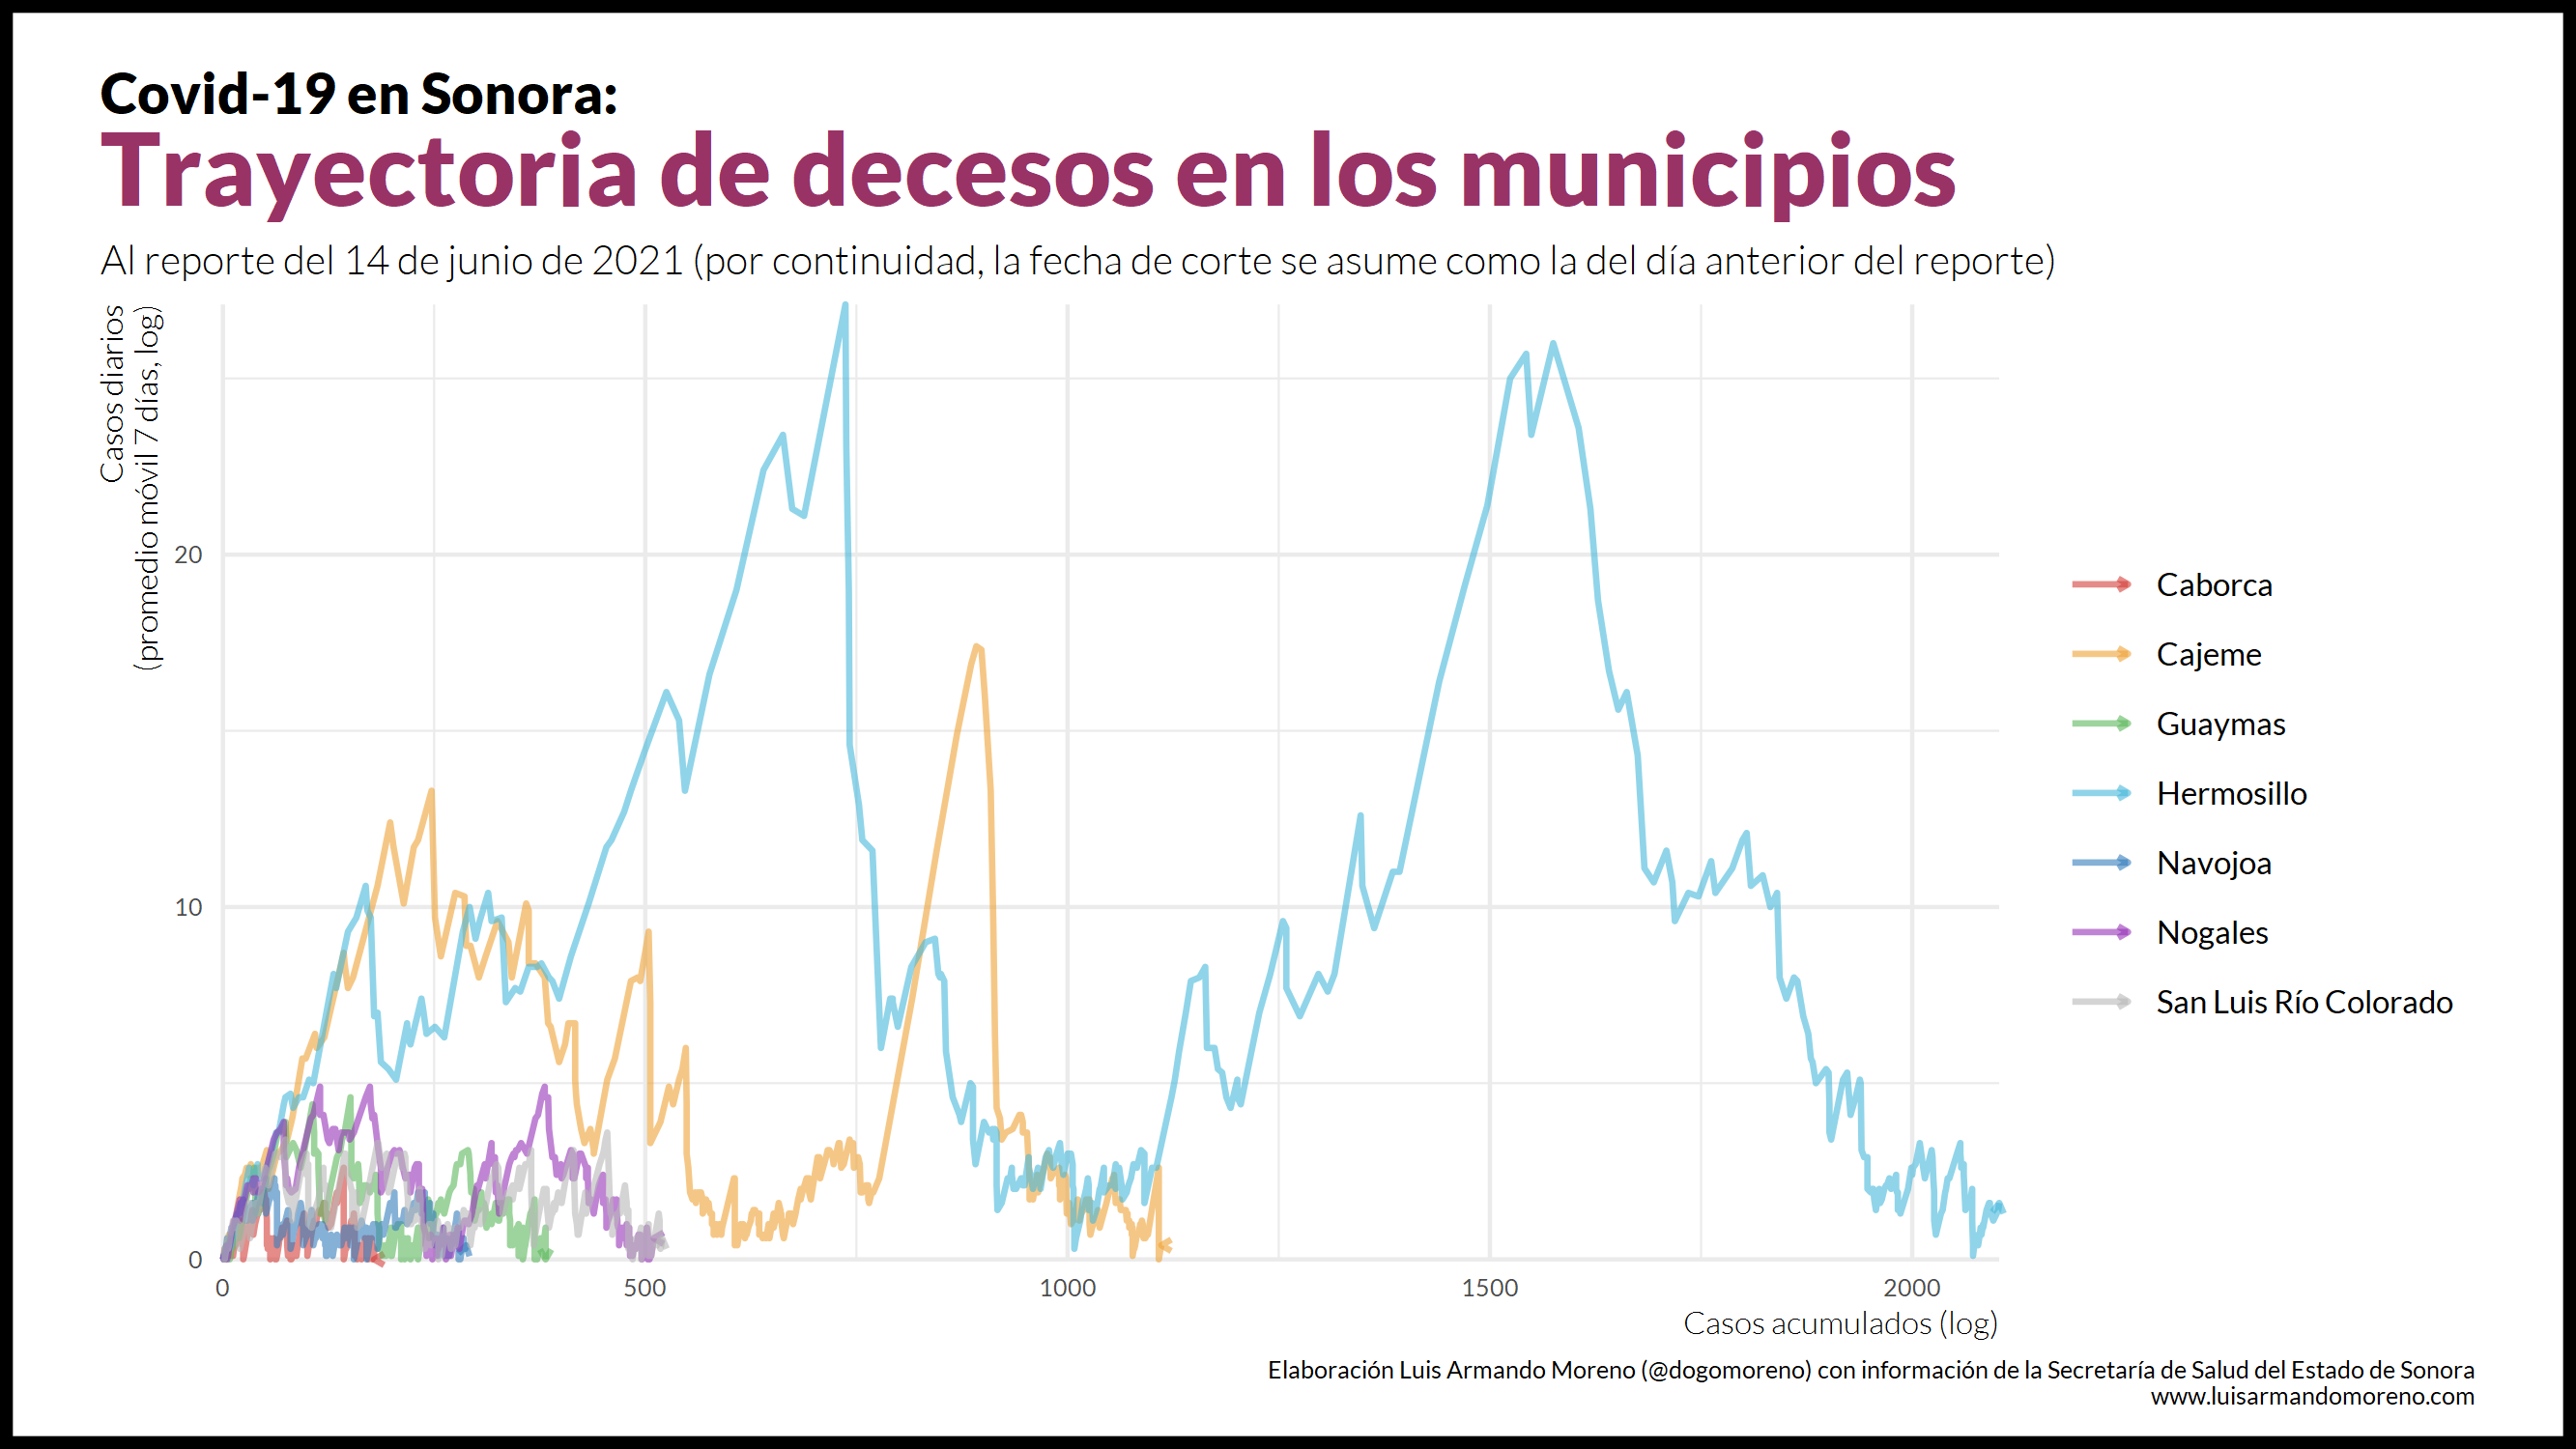 Covid-19 en Sonora:
Trayectoria de decesos en los municipios
Al reporte del 14 de junio de 2021 (por continuidad, la fecha de corte se asume como la del día anterior del reporte)
Casos diarios
(promedio móvil 7 días, log)
20
10
0
0
500
1000
1500
2000
Casos acumulados (log)
Caborca
Cajeme
Guaymas
Hermosillo
Navojoa
Nogales
San Luis Río Colorado
Elaboración Luis Armando Moreno (@dogomoreno) con información de la Secretaría de Salud del Estado de Sonora
www.luisarmandomoreno.com